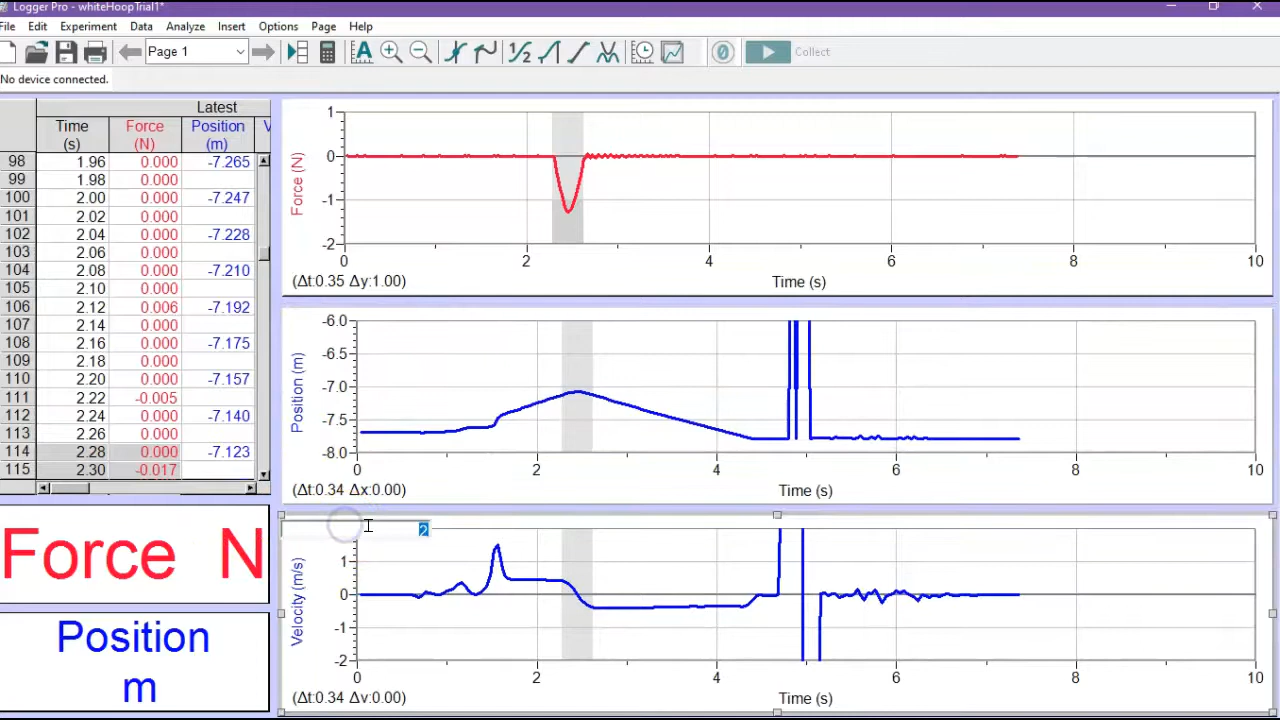 Logger Pro - whiteHoopTrial1*
File Edit Experiment Data Analyze Insert Options Page Help
Page 1 Collect
No device connected.
Latest
Time (s) Force (N) Position (m) V
98 1.96 0.000 -7.265
99 1.98 0.000
100 2.00 0.000 -7.247
101 2.02 0.000
102 2.04 0.000 -7.228
103 2.06 0.000
104 2.08 0.000 -7.210
105 2.10 0.000
106 2.12 0.006 -7.192
107 2.14 0.000
108 2.16 0.000 -7.175
109 2.18 0.000
110 2.20 0.000 -7.157
111 2.22 -0.005
112 2.24 0.000 -7.140
113 2.26 0.000
114 2.28 0.000 -7.123
115 2.30 -0.017
Force N
Position
m
Force (N)
1
0
-1
-2
0 2 4 6 8 10
(Δt:0.35 Δy:1.00) Time (s)
Position (m)
-6.0
-6.5
-7.0
-7.5
-8.0
0 2 4 6 8 10
(Δt:0.34 Δx:0.00) Time (s)
2
Velocity (m/s)
1
0
-1
-2
0 2 4 6 8 10
(Δt:0.34 Δv:0.00) Time (s)